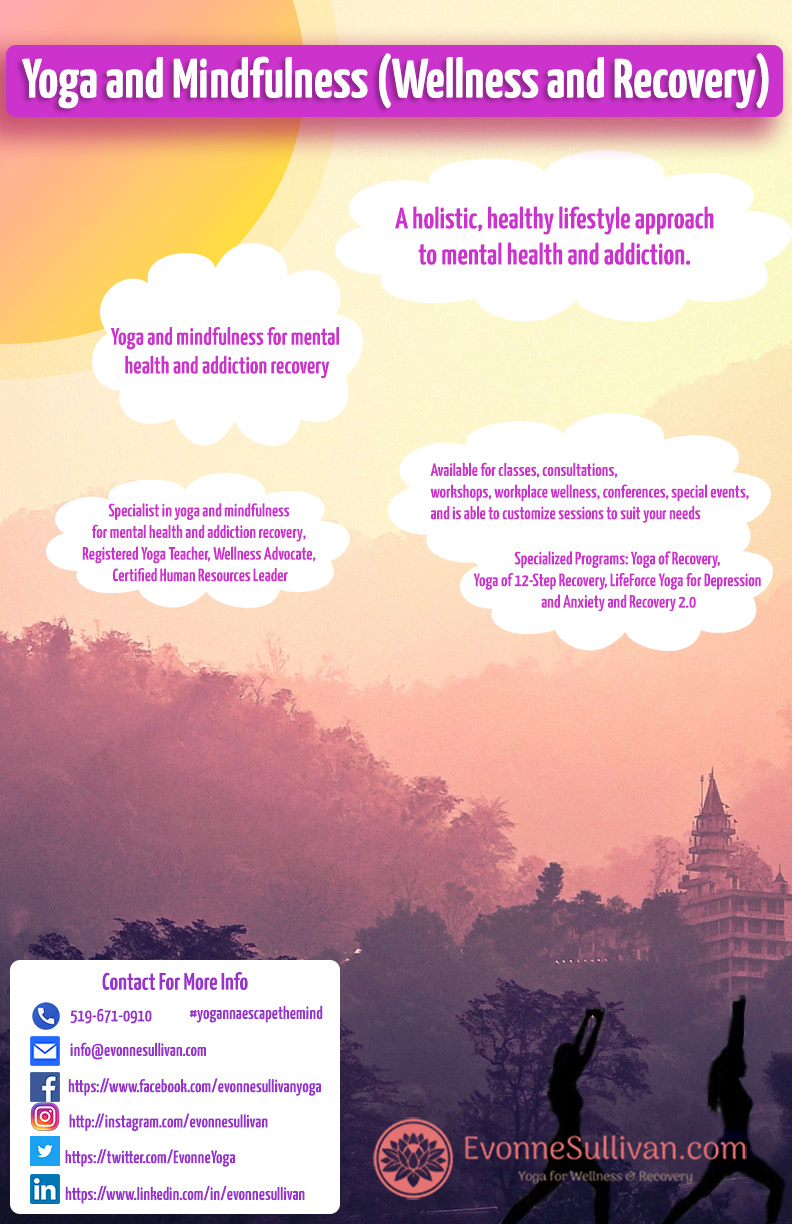 Yoga and Mindfulness (Wellness and Recovery)
A holistic, healthy lifestyle approach
to mental health and addiction.
Yoga and mindfulness for mental
health and addiction recovery
Specialist in yoga and mindfulness
for mental health and addiction recovery,
Registered Yoga Teacher, Wellness Advocate,
Certified Human Resources Leader
Available for classes, consultations,
workshops, workplace wellness, conferences, special events,
and is able to customize sessions to suit your needs
Specialized Programs: Yoga of Recovery,
Yoga of 12-Step Recovery, LifeForce Yoga for Depression
and Anxiety and Recovery 2.0
Contact For More Info
519-671-0910 #yogannaescapethemind
info@evonnesullivan.com
https://www.facebook.com/evonnesullivanyoga
http://instagram.com/evonnesullivan
https://twitter.com/EvonneYoga
https://www.linkedin.com/in/evonnesullivan
EvonneSullivan.com
Yoga for Wellness & Recovery